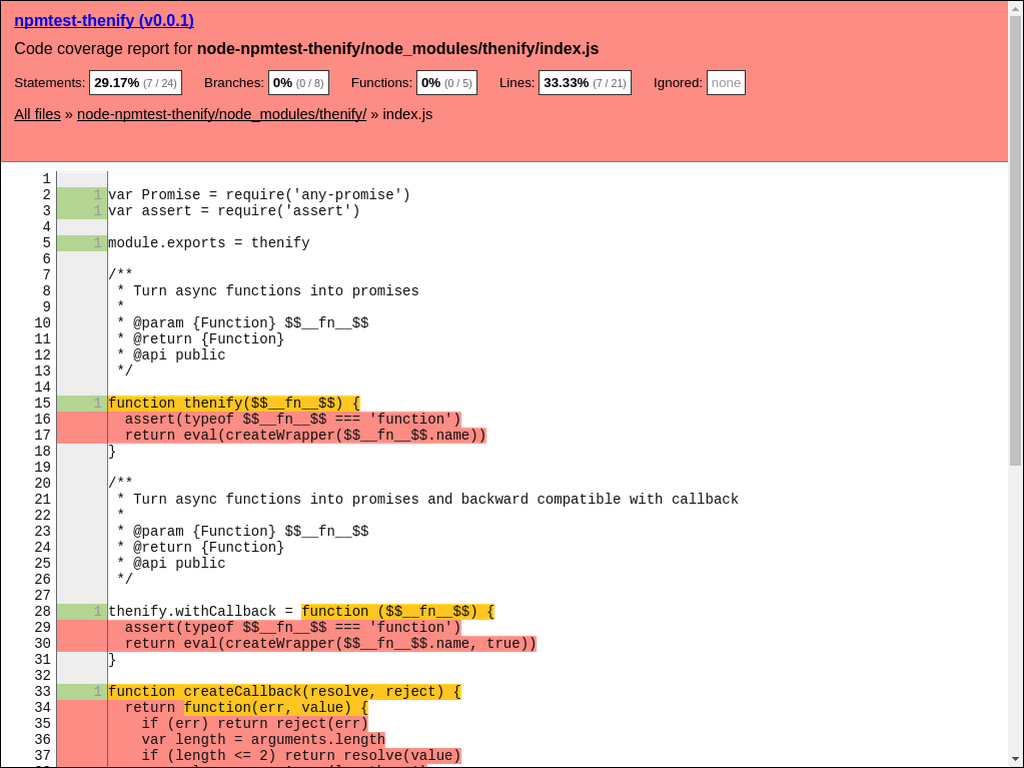 npmtest-thenify (v0.0.1)
Code coverage report for node-npmtest-thenify/node_modules/thenify/index.js
Statements: 29.17% (7 / 24) Branches: 0% (0 / 8) Functions: 0% (0 / 5) Lines: 33.33% (7 / 21) Ignored: none
All files » node-npmtest-thenify/node_modules/thenify/ » index.js
1
2 1 var Promise = require('any-promise')
3 1 var assert = require('assert')
4
5 1 module.exports = thenify
6
7 /**
8 * Turn async functions into promises
9 *
10 * @param {Function} $$__fn__$$
11 * @return {Function}
12 * @api public
13 */
14
15 1 function thenify($$__fn__$$) {
16 assert(typeof $$__fn__$$ === 'function')
17 return eval(createWrapper($$__fn__$$.name))
18 }
19
20 /**
21 * Turn async functions into promises and backward compatible with callback
22 *
23 * @param {Function} $$__fn__$$
24 * @return {Function}
25 * @api public
26 */
27
28 1 thenify.withCallback = function ($$__fn__$$) {
29 assert(typeof $$__fn__$$ === 'function')
30 return eval(createWrapper($$__fn__$$.name, true))
31 }
32
33 1 function createCallback(resolve, reject) {
34 return function(err, value) {
35 if (err) return reject(err)
36 var length = arguments.length
37 if (length <= 2) return resolve(value)